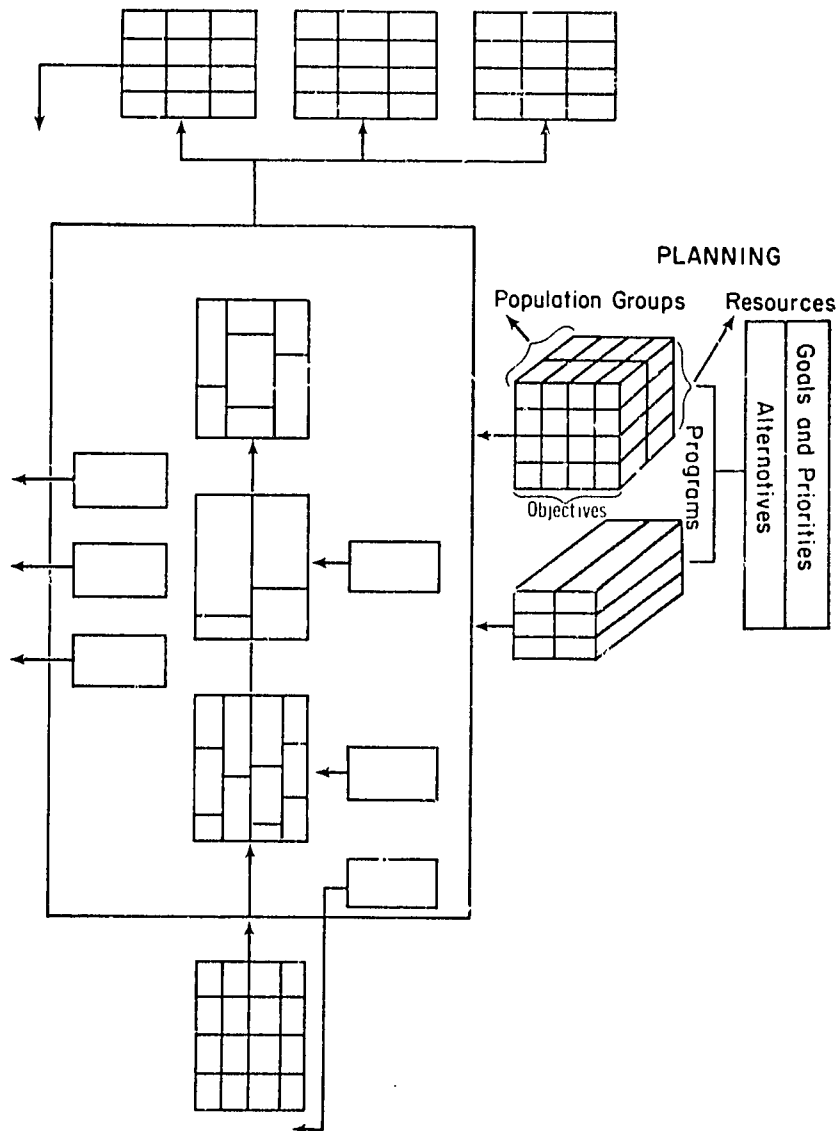 PLANNING
Population Groups
Resources
Objectives
Programs
Alternatives
Goals and Priorities